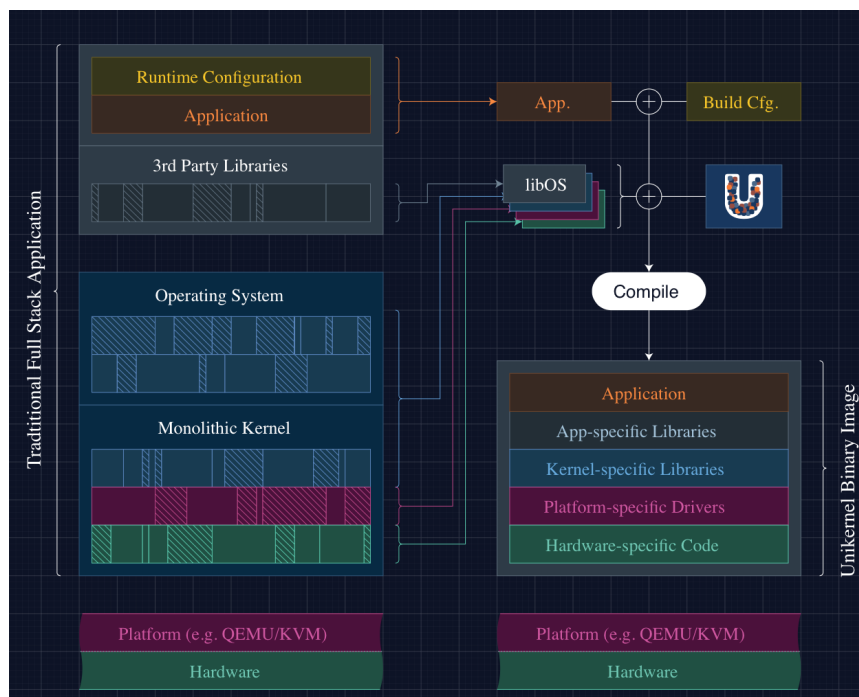 Tradtitional Full Stack Application
Runtime Configuration
Application
3rd Party Libraries
Operating System
Monolithic Kernel
Platform (e.g. QEMU/KVM)
Hardware
App.
Build Cfg.
libOS
U
Compile
Application
App-specific Libraries
Kernel-specific Libraries
Platform-specific Drivers
Hardware-specific Code
Unikernel Binary Image
Platform (e.g. QEMU/KVM)
Hardware